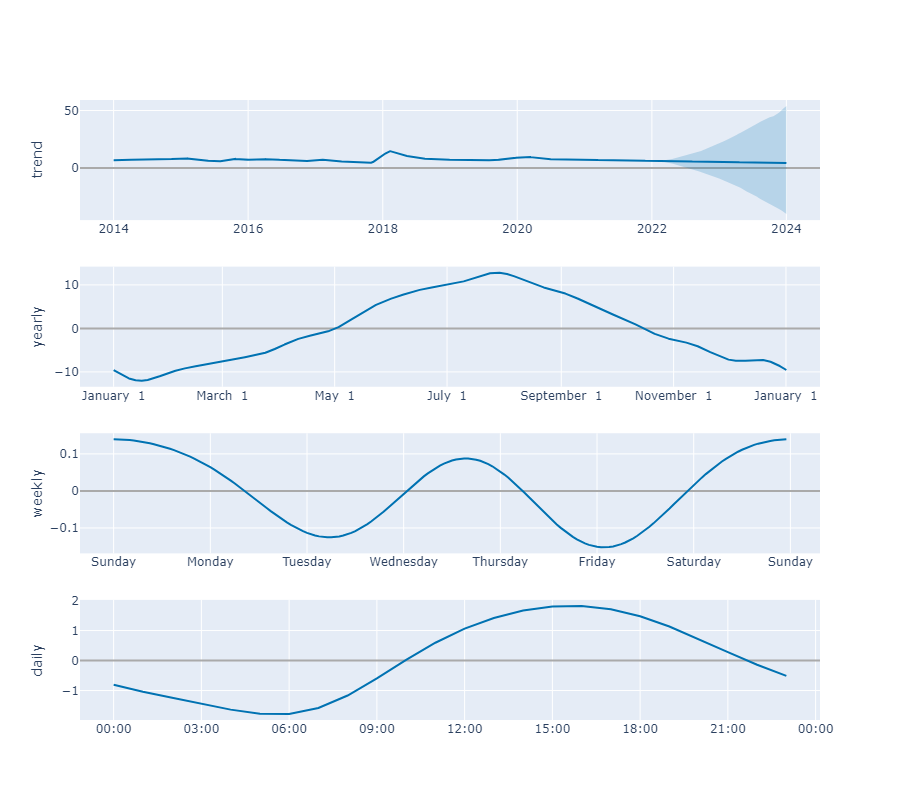 trend
50
0
2014 2016 2018 2020 2022 2024
yearly
10
0
−10
January 1 March 1 May 1 July 1 September 1 November 1 January 1
weekly
0.1
0
−0.1
Sunday Monday Tuesday Wednesday Thursday Friday Saturday Sunday
daily
2
1
0
−1
00:00 03:00 06:00 09:00 12:00 15:00 18:00 21:00 00:00